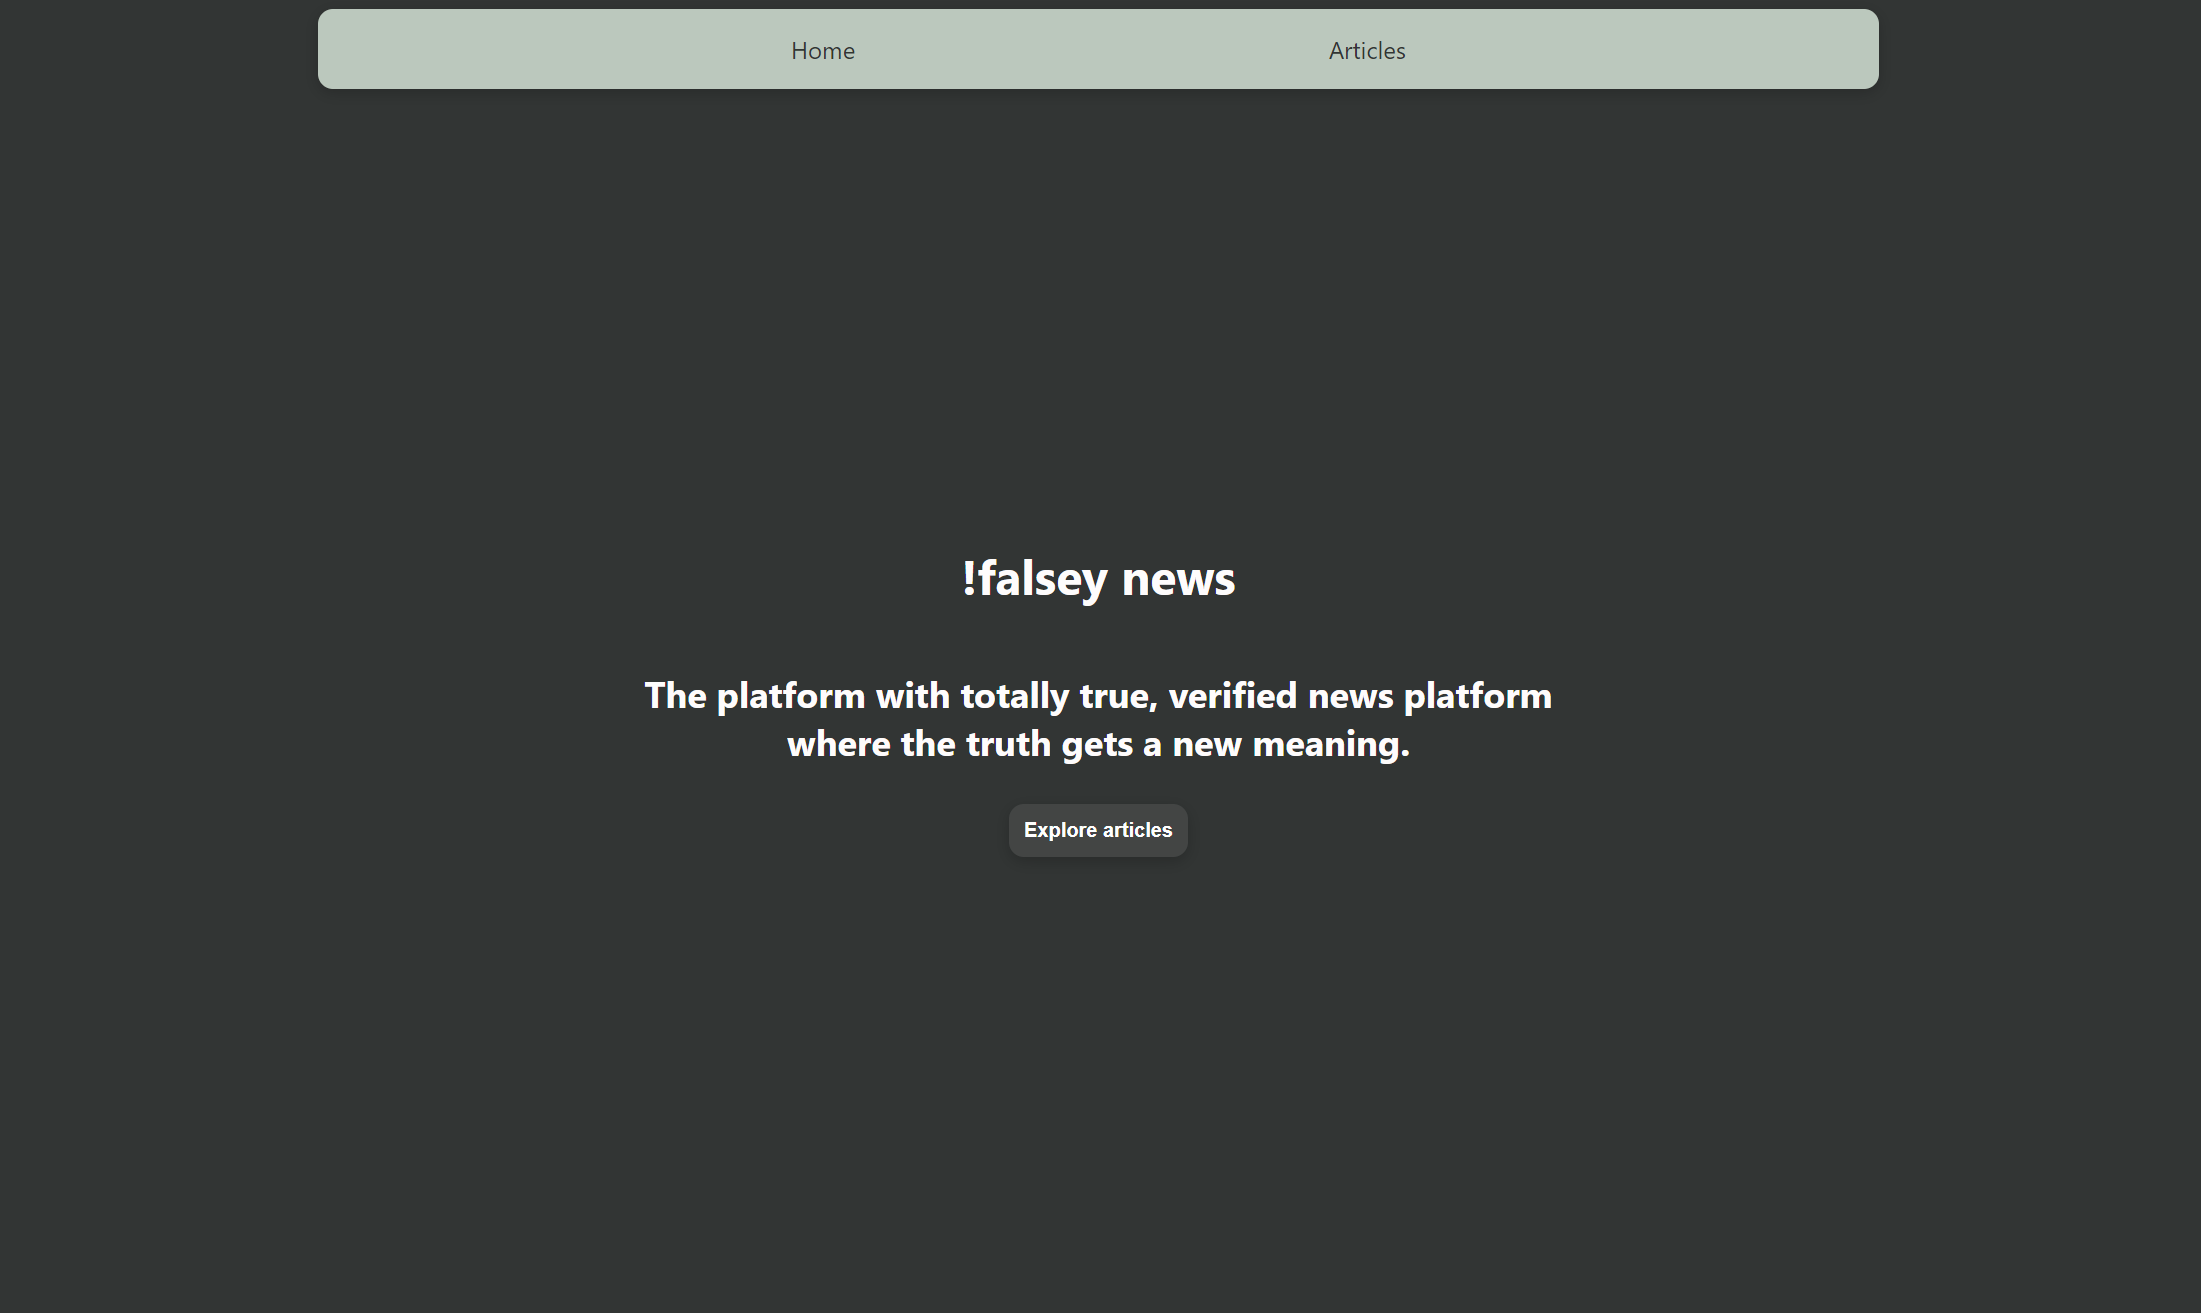 Home
Articles
!falsey news
The platform with totally true, verified news platform
where the truth gets a new meaning.
Explore articles